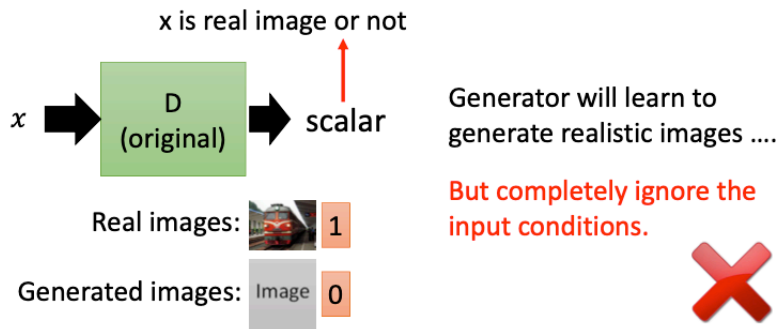 x is real image or not
x
D
(original)
scalar
Generator will learn to
generate realistic images ....
But completely ignore the
input conditions.
Real images:
1
Generated images:
Image
0